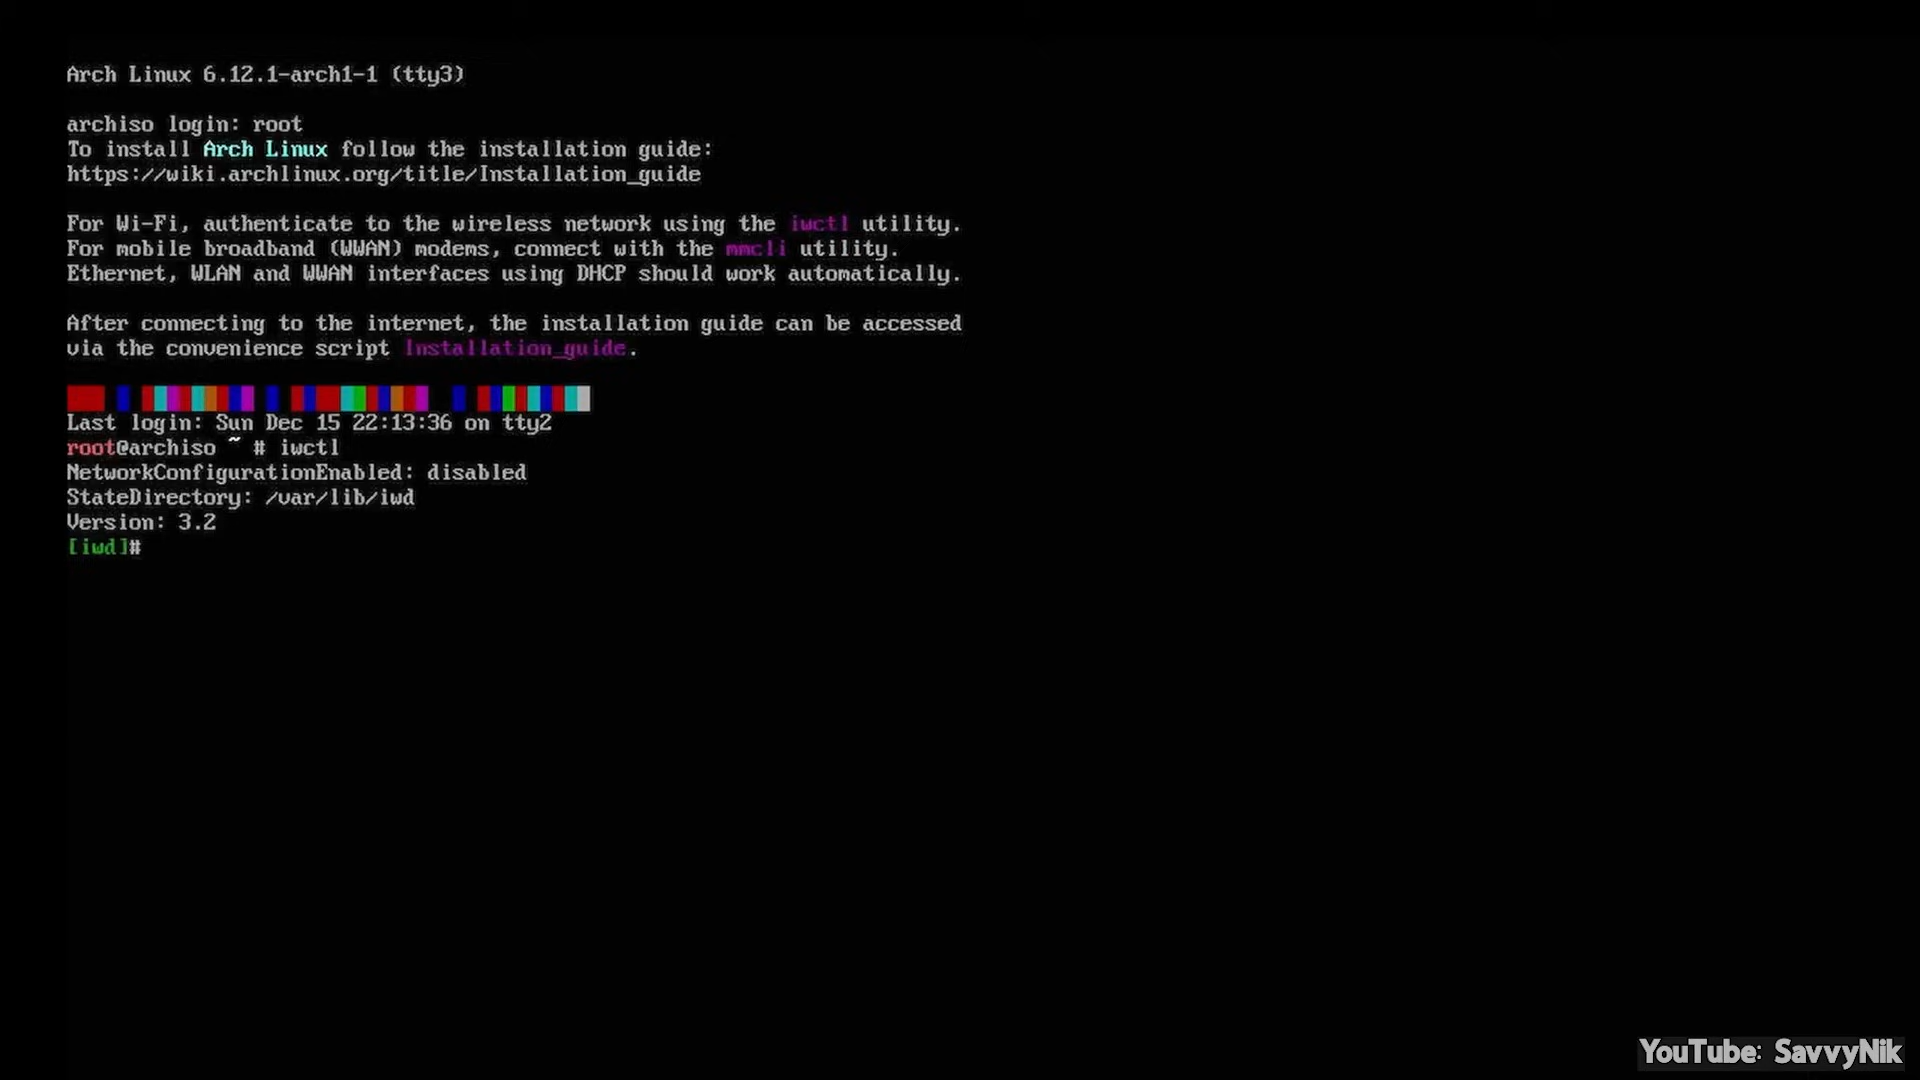 Arch Linux 6.12.1-arch1-1 (tty3)
archiso login: root
To install Arch Linux follow the installation guide:
https://wiki.archlinux.org/title/Installation_guide
For Wi-Fi, authenticate to the wireless network using the iwctl utility.
For mobile broadband (WWAN) modems, connect with the mmcli utility.
Ethernet, WLAN and WWAN interfaces using DHCP should work automatically.
After connecting to the internet, the installation guide can be accessed
via the convenience script Installation_guide.
Last login: Sun Dec 15 22:13:36 on tty2
root@archiso ~ # iwctl
NetworkConfigurationEnabled: disabled
StateDirectory: /var/lib/iwd
Version: 3.2
[iwd]#
YouTube: SavvyNik